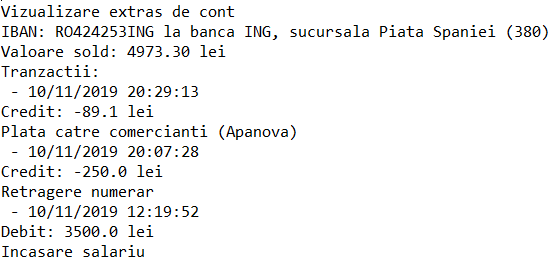 Vizualizare extras de cont
IBAN: RO424253ING la banca ING, sucursala Piata Spaniei (380)
Valoare sold: 4973.30 lei
Tranzactii:
 - 10/11/2019 20:29:13
Credit: -89.1 lei
Plata catre comercianti (Apanova)
 - 10/11/2019 20:07:28
Credit: -250.0 lei
Retragere numerar
 - 10/11/2019 12:19:52
Debit: 3500.0 lei
Incasare salariu